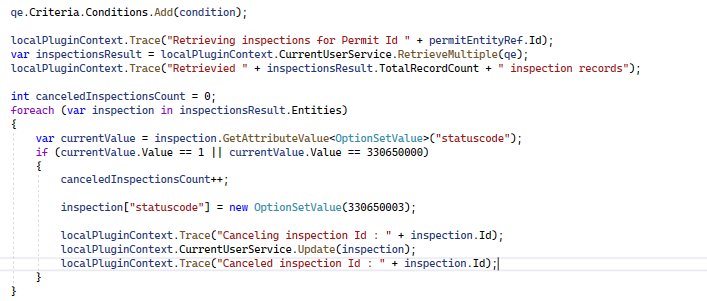 qe.Criteria.Conditions.Add(condition);
localPluginContext.Trace("Retrieving inspections for Permit Id " + permitEntityRef.Id);
var inspectionsResult = localPluginContext.CurrentUserService.RetrieveMultiple(qe);
localPluginContext.Trace("Retrievied " + inspectionsResult.TotalRecordCount + " inspection records");
int canceledInspectionsCount = 0;
foreach (var inspection in inspectionsResult.Entities)
{
var currentValue = inspection.GetAttributeValue<OptionSetValue>("statuscode");
if (currentValue.Value == 1 || currentValue.Value == 330650000)
{
canceledInspectionsCount++;
inspection["statuscode"] = new OptionSetValue(330650003);
localPluginContext.Trace("Canceling inspection Id : " + inspection.Id);
localPluginContext.CurrentUserService.Update(inspection);
localPluginContext.Trace("Canceled inspection Id : " + inspection.Id);
}
}